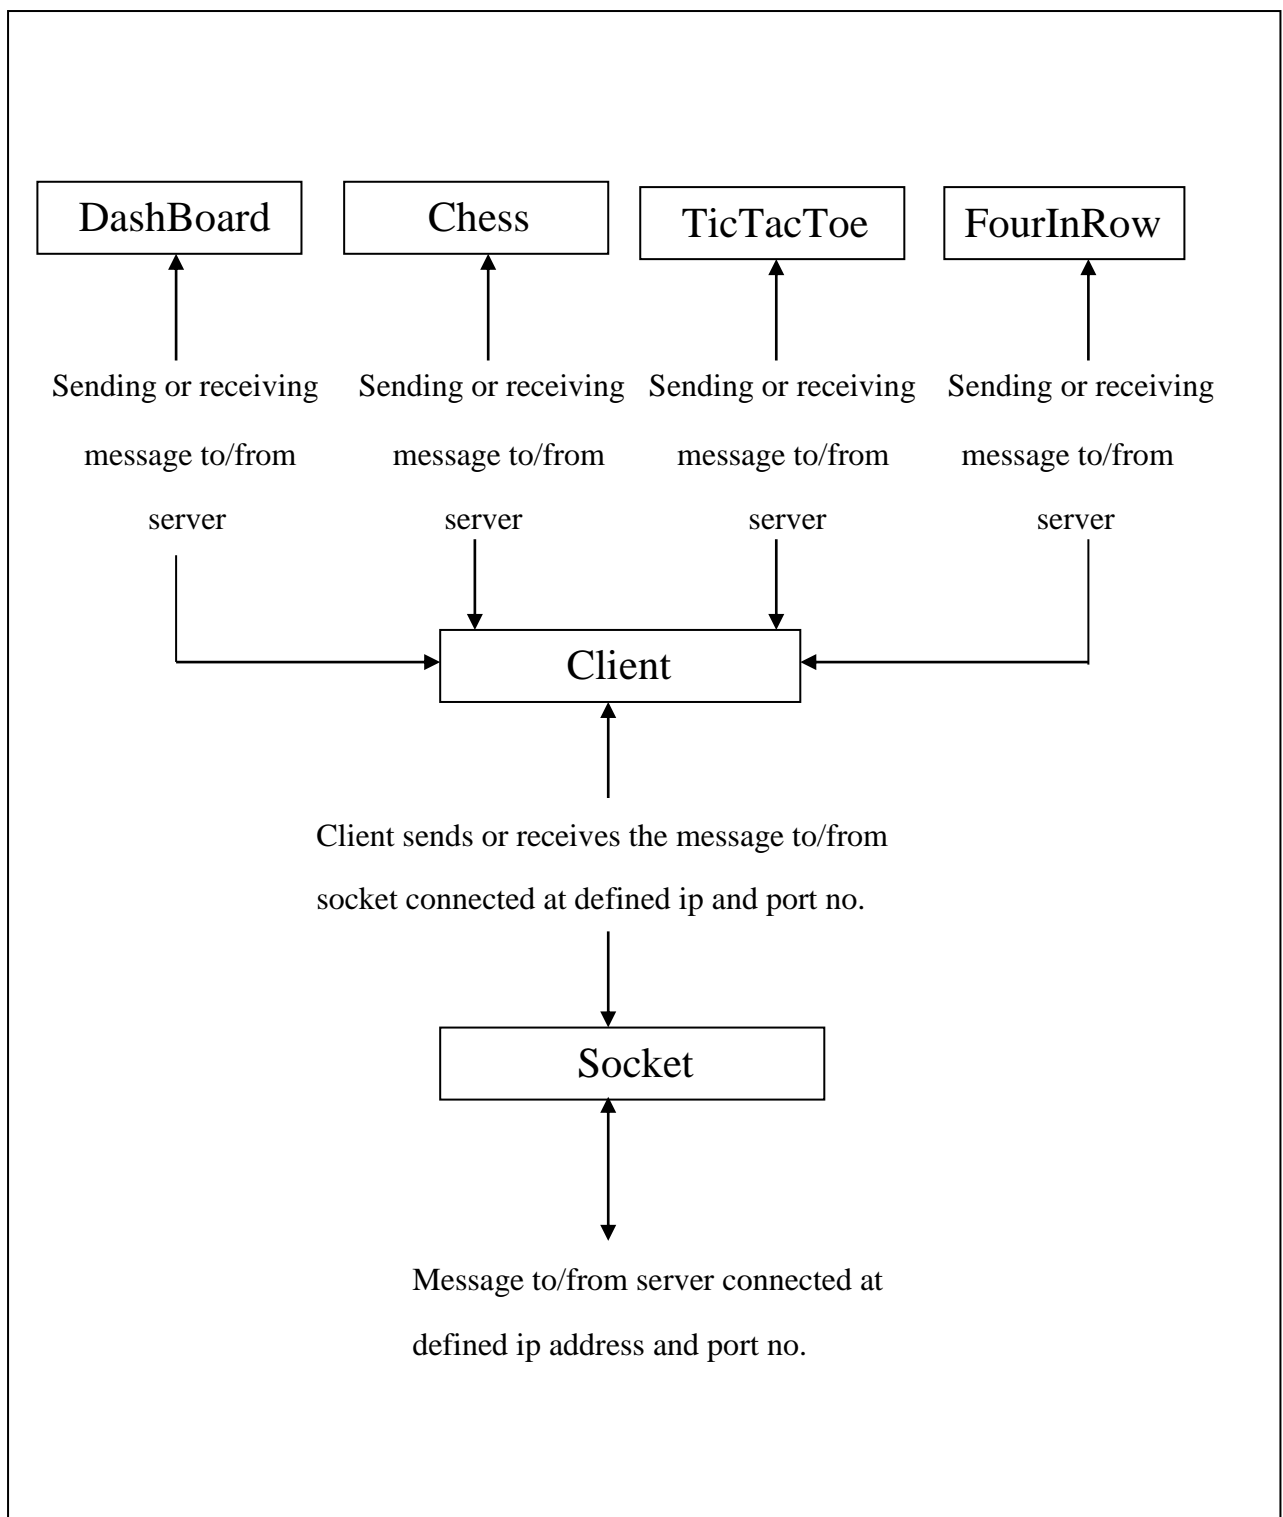 DashBoard
Chess
TicTacToe
FourInRow
Sending or receiving
message to/from
server
Sending or receiving
message to/from
server
Sending or receiving
message to/from
server
Sending or receiving
message to/from
server
Client
Client sends or receives the message to/from
socket connected at defined ip and port no.
Socket
Message to/from server connected at
defined ip address and port no.